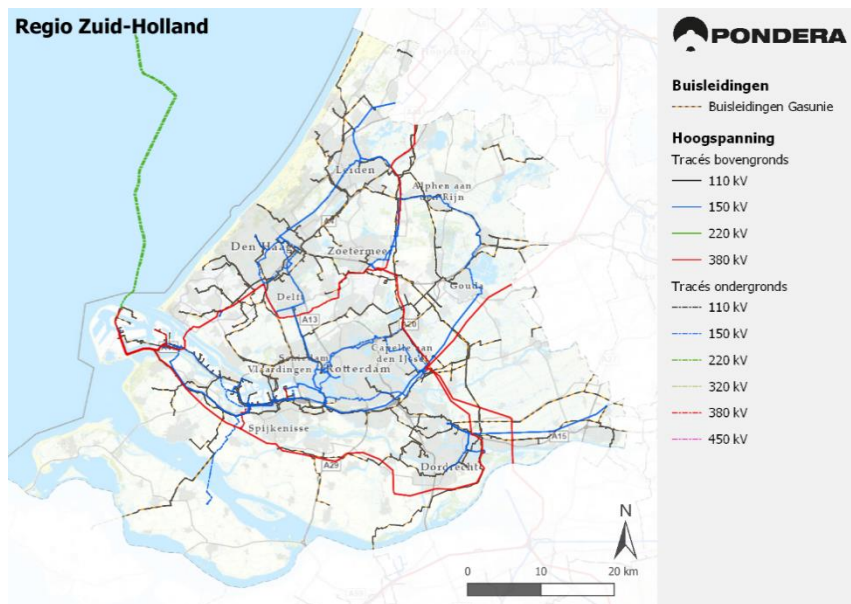 Regio Zuid-Holland
PONDERA
Buisleidingen
Buisleidingen Gasunie
Hoogspanning
Tracés bovengronds
110 kV
150 kV
220 kV
380 kV
Tracés ondergronds
110 kV
150 kV
220 kV
320 kV
380 kV
450 kV
Leiden
Alphen aan
den Rijn
Den Haag
Zoetermeer
Delft
Gouda
A13
A20
Capelle aan
den IJssel
Schiedam
Vlaardingen
Rotterdam
Spijkenisse
A29
A15
Dordrecht
N
0 10 20 km